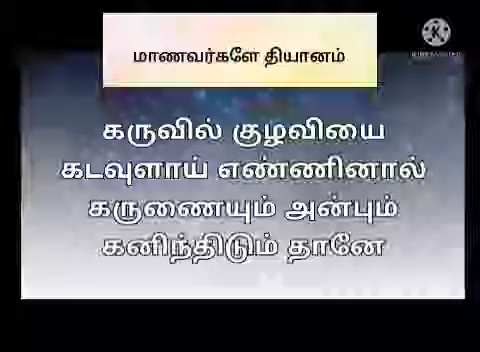 மாணவர்களே தியானம்
கருவில் குழவியை
கடவுளாய் எண்ணினால்
கருணையும் அன்பும்
கனிந்திடும் தானே